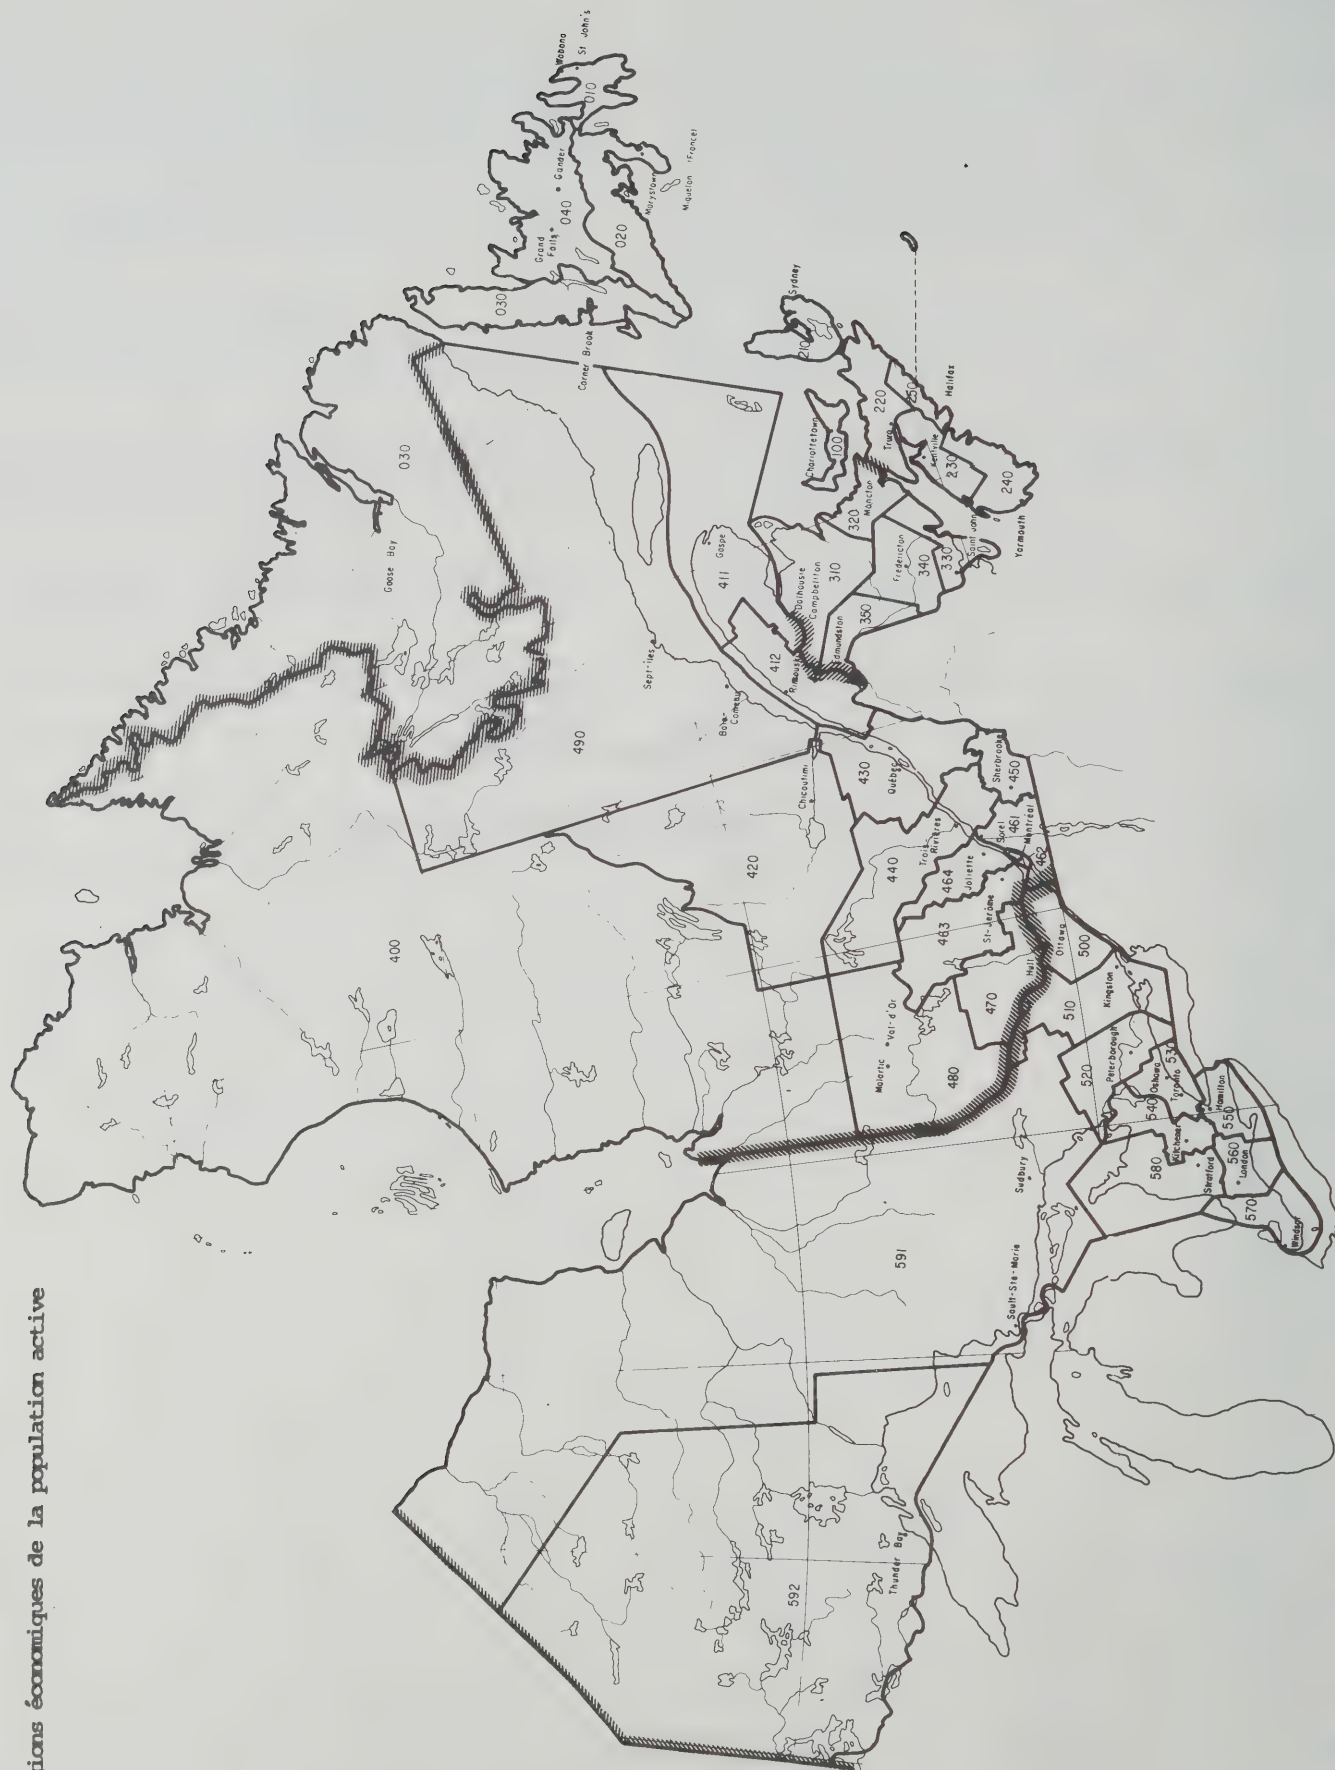 ions économiques de la population active
Wabana
St John's
010
Gander
040
Grand
Falls
020
Marystown
Miquelon (France)
030
Corner Brook
030
Goose Bay
Sydney
210
Charlottetown
100
220
Truro
250
Halifax
Kentville
230
240
Yarmouth
320
Moncton
Saint John
330
Fredericton
340
310
Dalhousie
Campbellton
350
Edmundston
Gaspe
411
412
Rimouski
Sept-Iles
Baie-
Comeau
490
400
420
Chicoutimi
430
Québec
440
Trois
Rivières
Sherbrooke
450
Sorel
461
Montréal
462
464
Joliette
463
St-Jérôme
Hull
Ottawa
500
470
Malartic
Val-d'Or
480
510
Kingston
520
Peterborough
530
Oshawa
Toronto
540
Hamilton
550
Kitchener
580
Stratford
560
London
570
Windsor
Sudbury
591
Sault-Ste-Marie
592
Thunder Bay